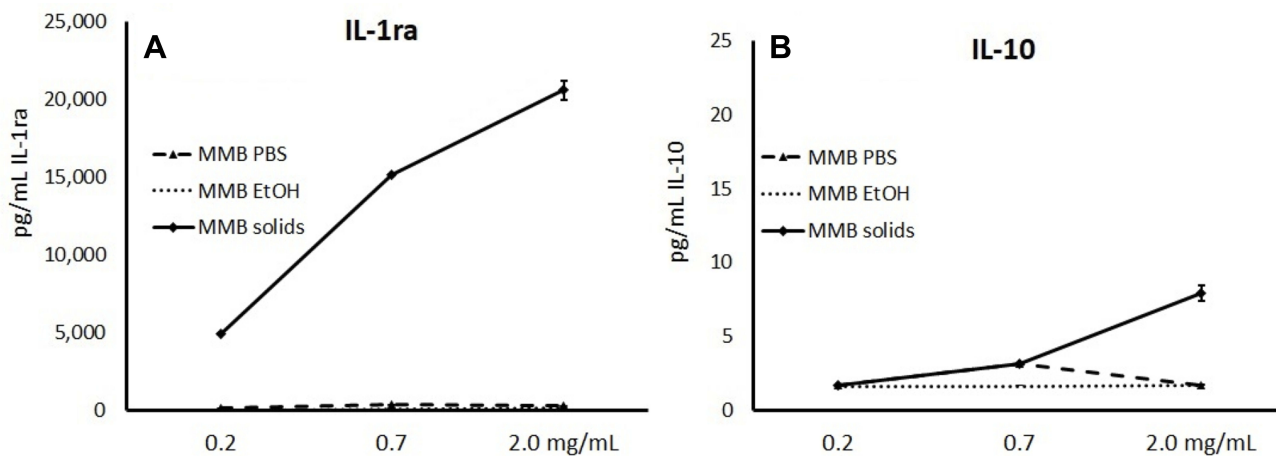 A
IL-1ra
pg/mL IL-1ra
25,000
20,000
15,000
10,000
5,000
0
MMB PBS
MMB EtOH
MMB solids
0.2 0.7 2.0 mg/mL
B
IL-10
pg/mL IL-10
25
20
15
10
5
0
MMB PBS
MMB EtOH
MMB solids
0.2 0.7 2.0 mg/mL